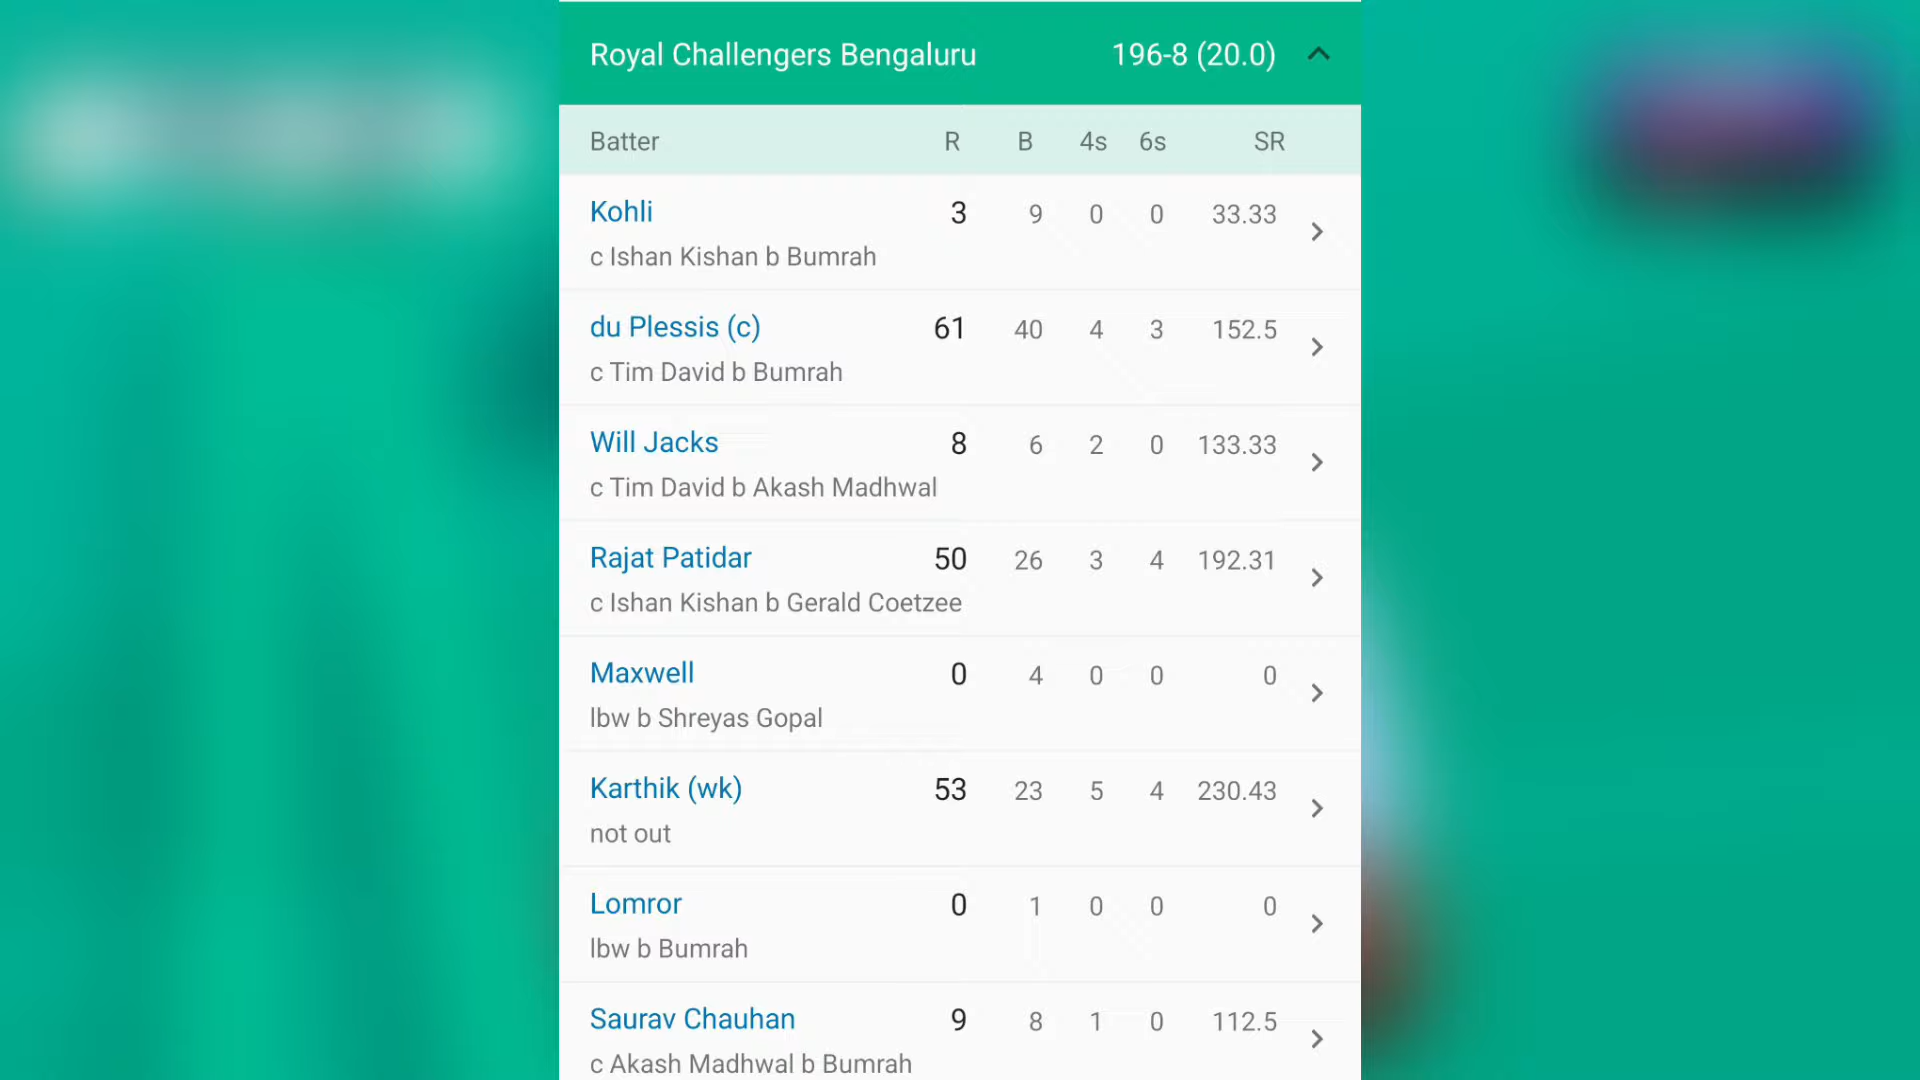 Royal Challengers Bengaluru 196-8 (20.0)
Batter R B 4s 6s SR
Kohli 3 9 0 0 33.33
c Ishan Kishan b Bumrah
du Plessis (c) 61 40 4 3 152.5
c Tim David b Bumrah
Will Jacks 8 6 2 0 133.33
c Tim David b Akash Madhwal
Rajat Patidar 50 26 3 4 192.31
c Ishan Kishan b Gerald Coetzee
Maxwell 0 4 0 0 0
lbw b Shreyas Gopal
Karthik (wk) 53 23 5 4 230.43
not out
Lomror 0 1 0 0 0
lbw b Bumrah
Saurav Chauhan 9 8 1 0 112.5
c Akash Madhwal b Bumrah